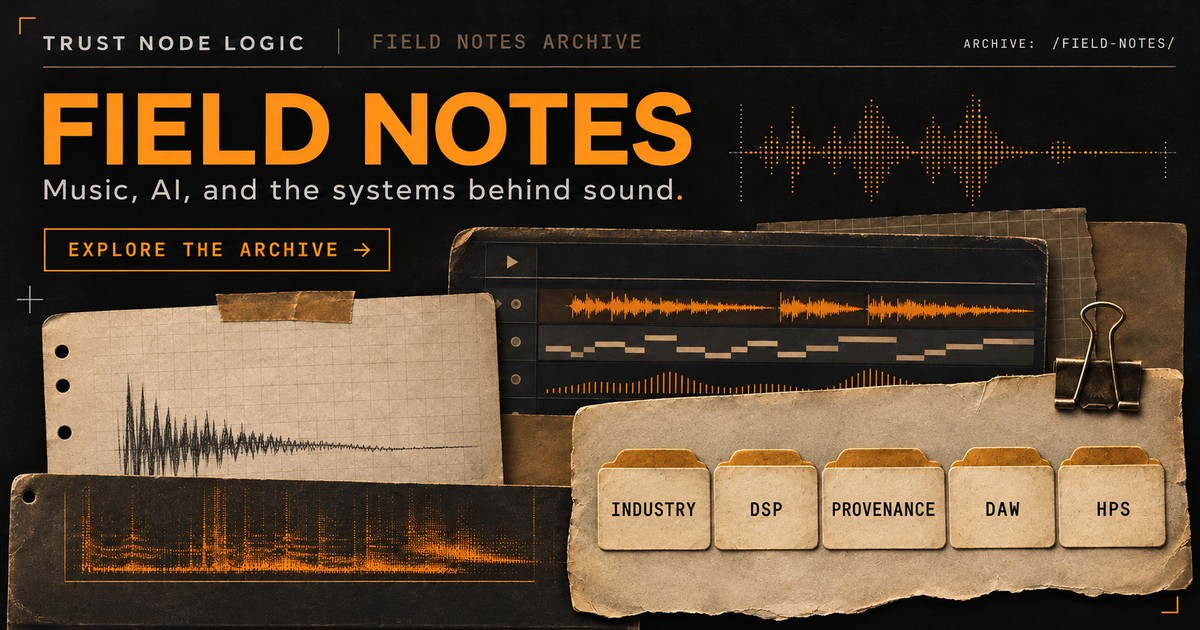 TRUST NODE LOGIC
FIELD NOTES ARCHIVE
ARCHIVE: /FIELD-NOTES/
FIELD NOTES
Music, AI, and the systems behind sound.
EXPLORE THE ARCHIVE →
INDUSTRY
DSP
PROVENANCE
DAW
HPS